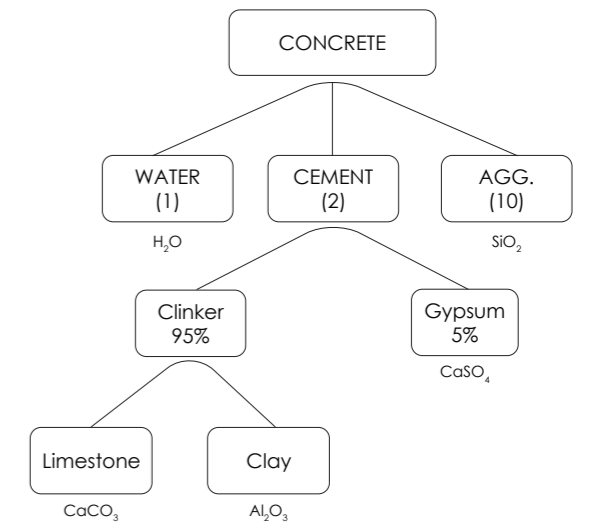 CONCRETE
WATER
(1)
CEMENT
(2)
AGG.
(10)
H₂O
SiO₂
Clinker
95%
Gypsum
5%
CaSO₄
Limestone
Clay
CaCO₃
Al₂O₃